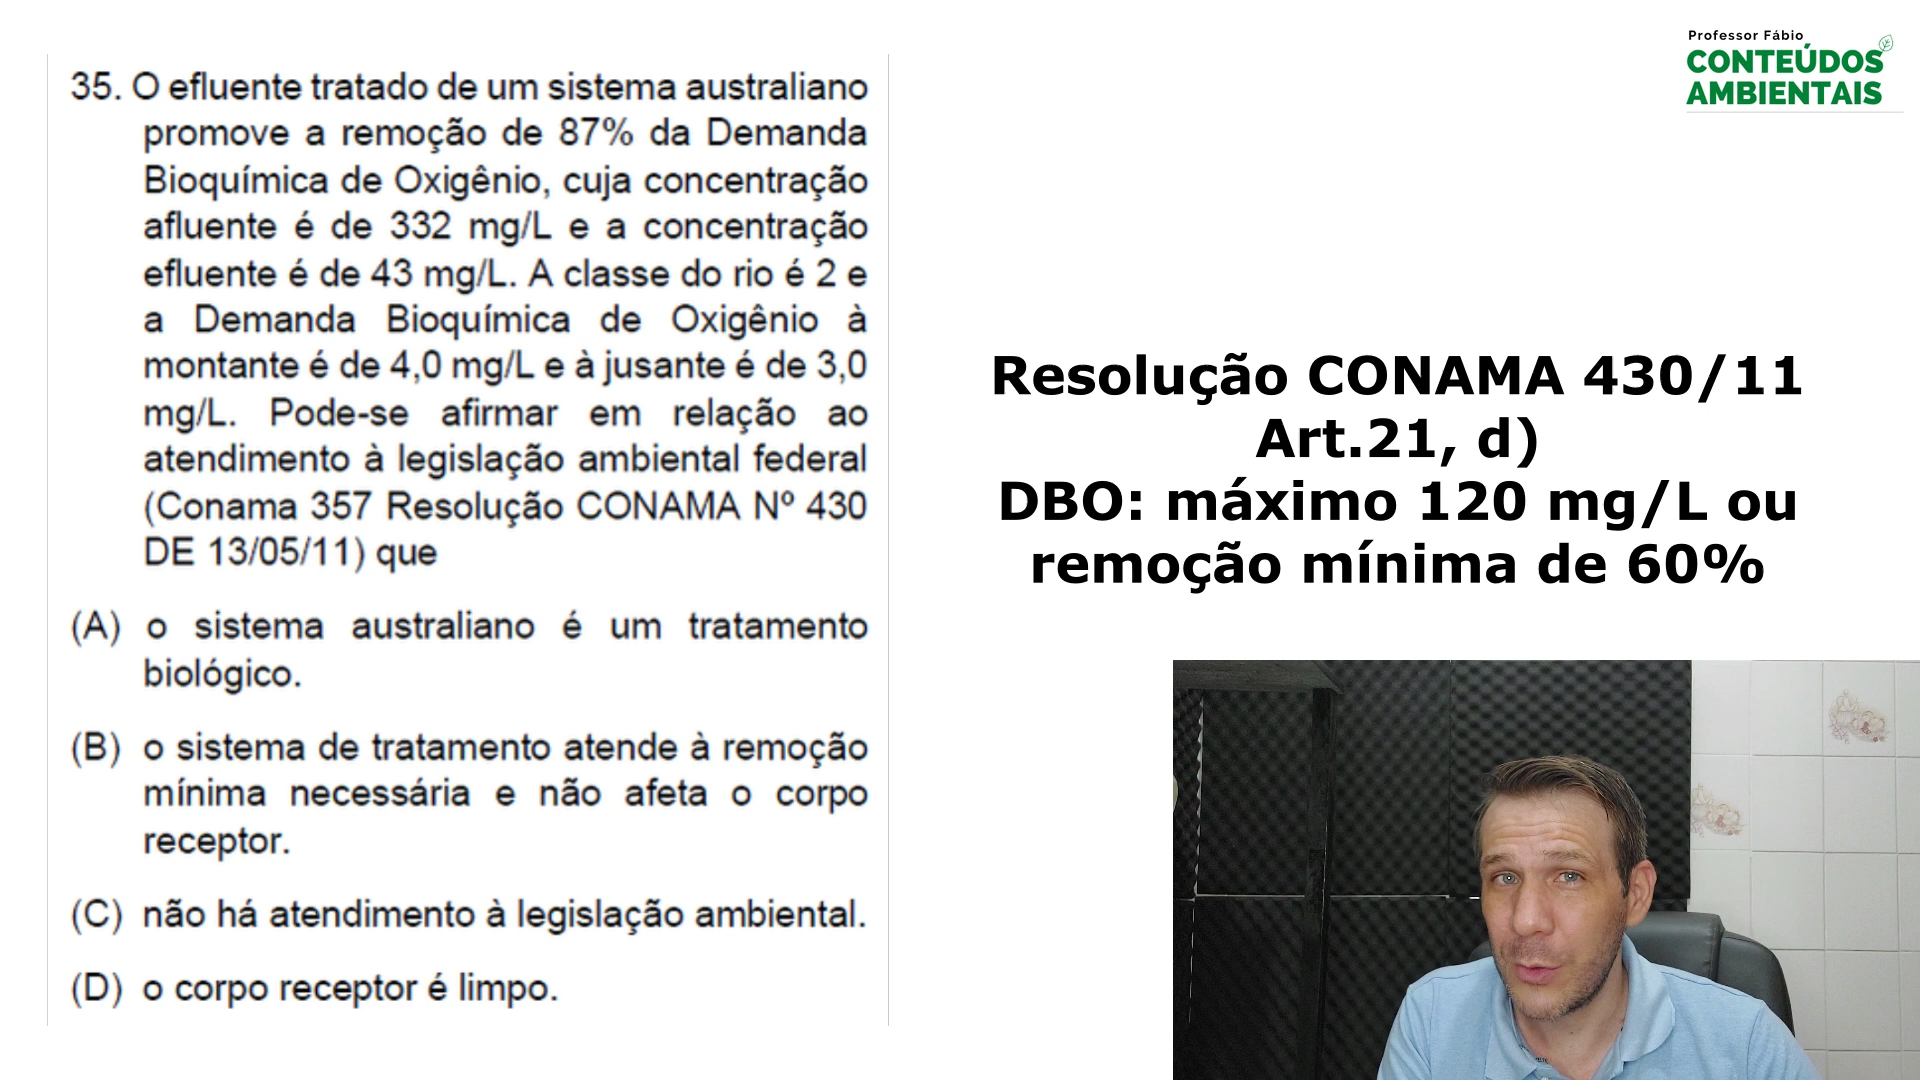 Professor Fábio
CONTEÚDOS
AMBIENTAIS
35. O efluente tratado de um sistema australiano
promove a remoção de 87% da Demanda
Bioquímica de Oxigênio, cuja concentração
afluente é de 332 mg/L e a concentração
efluente é de 43 mg/L. A classe do rio é 2 e
a Demanda Bioquímica de Oxigênio à
montante é de 4,0 mg/L e à jusante é de 3,0
mg/L. Pode-se afirmar em relação ao
atendimento à legislação ambiental federal
(Conama 357 Resolução CONAMA Nº 430
DE 13/05/11) que
(A) o sistema australiano é um tratamento
biológico.
(B) o sistema de tratamento atende à remoção
mínima necessária e não afeta o corpo
receptor.
(C) não há atendimento à legislação ambiental.
(D) o corpo receptor é limpo.
Resolução CONAMA 430/11
Art.21, d)
DBO: máximo 120 mg/L ou
remoção mínima de 60%